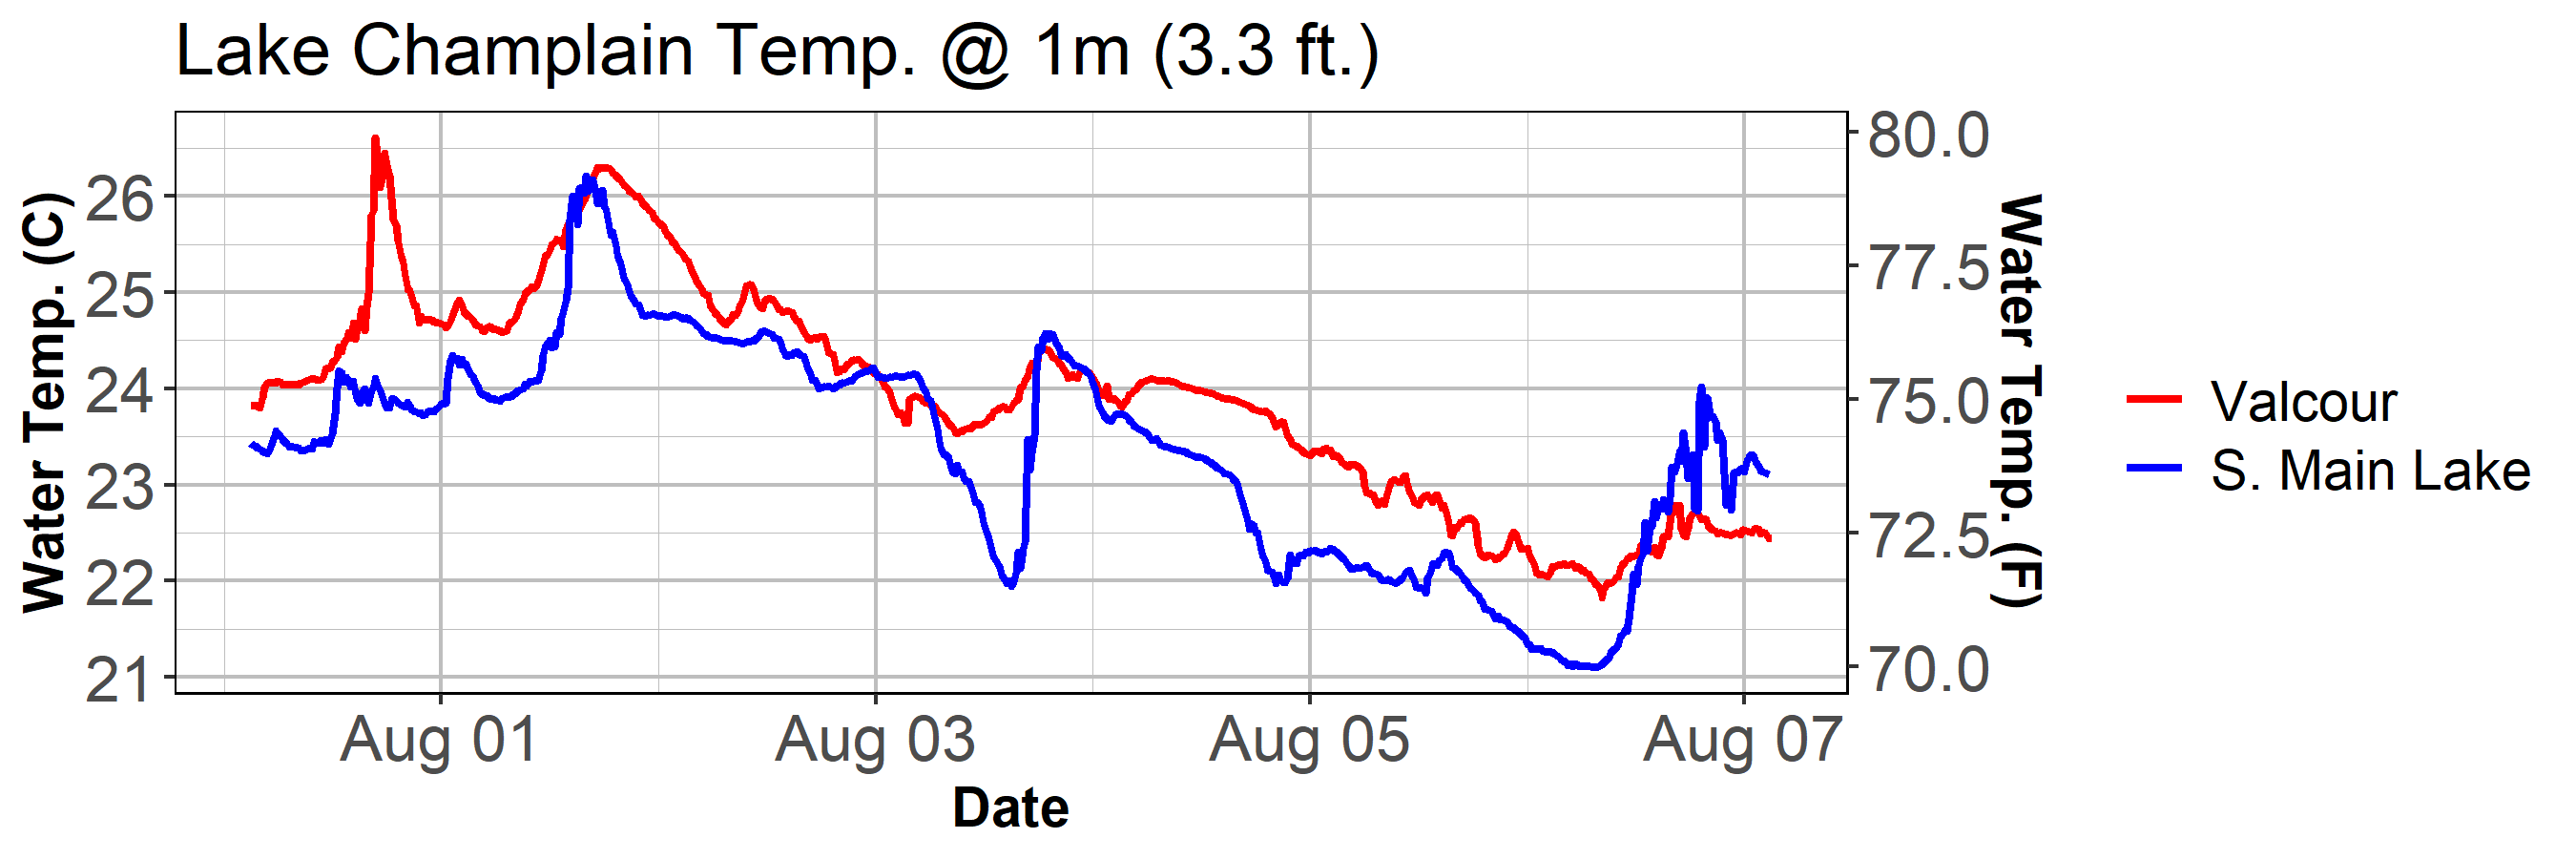 Lake Champlain Temp. @ 1m (3.3 ft.)
Water Temp. (C)
26
25
24
23
22
21
80.0
77.5
75.0
72.5
70.0
Water Temp. (F)
Aug 01
Aug 03
Aug 05
Aug 07
Date
Valcour
S. Main Lake